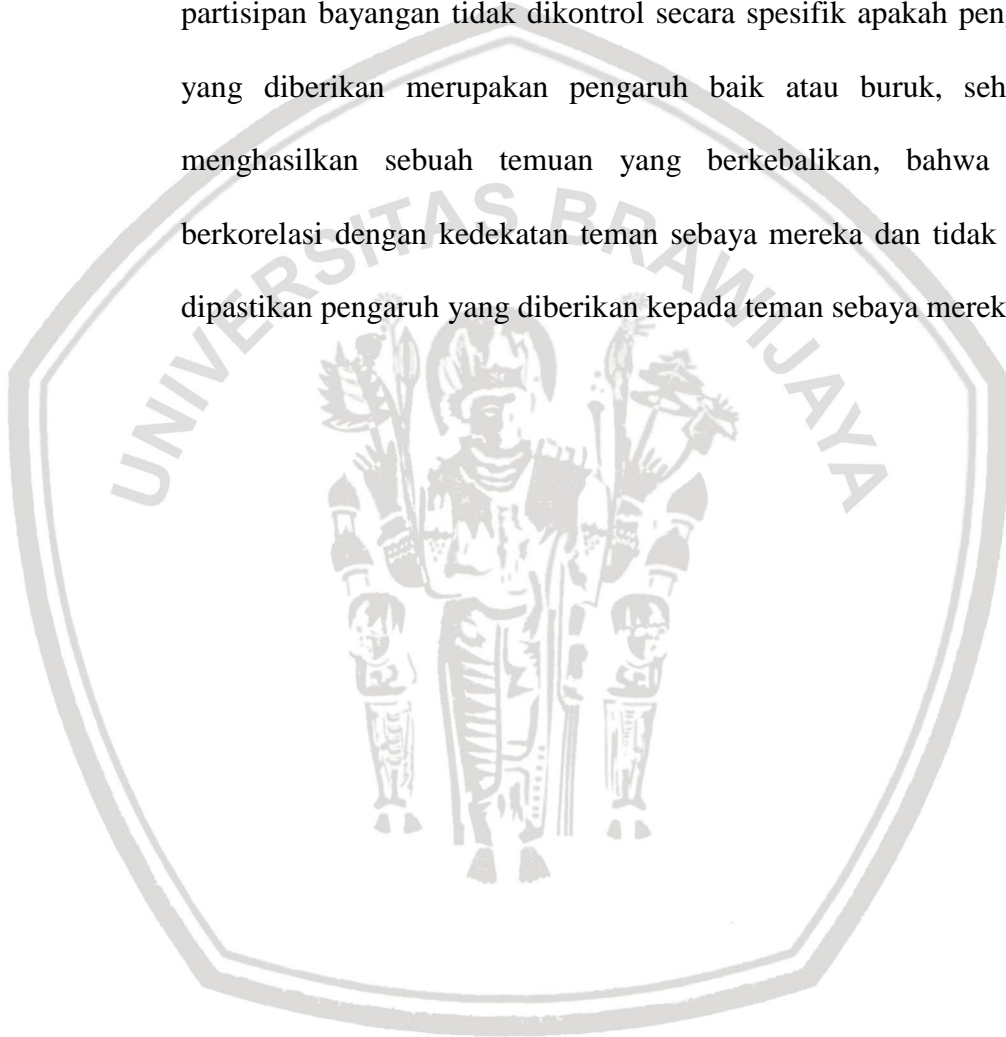 partisipan bayangan tidak dikontrol secara spesifik apakah pen
yang diberikan merupakan pengaruh baik atau buruk, seh
menghasilkan sebuah temuan yang berkebalikan, bahwa
berkorelasi dengan kedekatan teman sebaya mereka dan tidak
dipastikan pengaruh yang diberikan kepada teman sebaya merek
UNIVERSITAS BRAWIJAYA